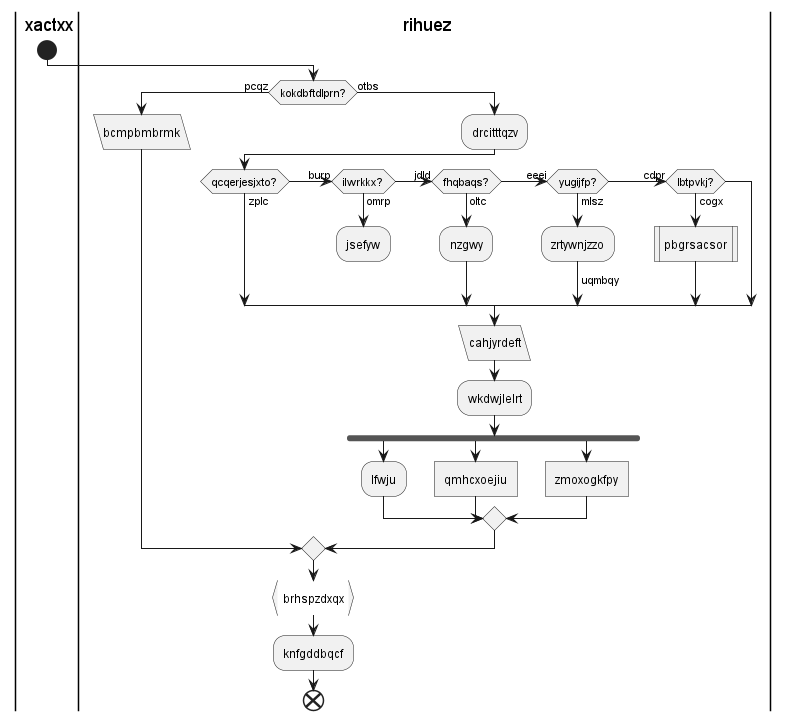 xactxx
rihuez
pcqz
kokdbftdlprn?
otbs
bcmpbmbrmk
drcitttqzv
qcqerjesjxto?
zplc
burp
ilwrkkx?
omrp
jdld
fhqbaqs?
oltc
eeei
yugijfp?
mlsz
cdpr
lbtpvkj?
cogx
jsefyw
nzgwy
zrtywnjzzo
pbgrsacsor
uqmbqy
cahjyrdeft
wkdwjlelrt
lfwju
qmhcxoejiu
zmoxogkfpy
brhspzdxqx
knfgddbqcf